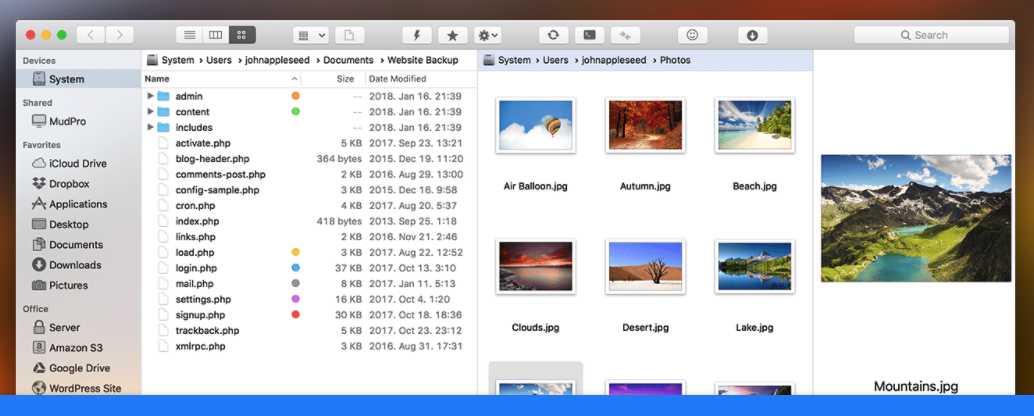 Search
Devices
System
Shared
MudPro
Favorites
iCloud Drive
Dropbox
Applications
Desktop
Documents
Downloads
Pictures
Office
Server
Amazon S3
Google Drive
WordPress Site
System › Users › johnappleseed › Documents › Website Backup
Name Size Date Modified
admin -- 2018. Jan 16. 21:39
content -- 2018. Jan 16. 21:39
includes -- 2018. Jan 16. 21:39
activate.php 5 KB 2017. Sep 23. 13:21
blog-header.php 364 bytes 2015. Dec 19. 11:20
comments-post.php 2 KB 2016. Aug 29. 13:00
config-sample.php 3 KB 2015. Dec 16. 9:58
cron.php 4 KB 2017. Aug 20. 5:37
index.php 418 bytes 2013. Sep 25. 1:18
links.php 2 KB 2016. Nov 21. 2:46
load.php 3 KB 2017. Aug 22. 12:52
login.php 37 KB 2017. Oct 13. 3:10
mail.php 8 KB 2017. Jan 11. 5:13
settings.php 16 KB 2017. Oct 4. 1:20
signup.php 30 KB 2017. Oct 18. 18:36
trackback.php 5 KB 2017. Oct 23. 23:12
xmlrpc.php 3 KB 2016. Aug 31. 17:31
System › Users › johnappleseed › Photos
Air Balloon.jpg Autumn.jpg Beach.jpg
Clouds.jpg Desert.jpg Lake.jpg
Mountains.jpg